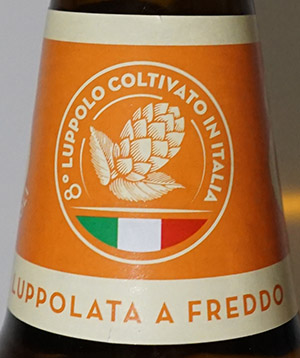 8° LUPPOLO COLTIVATO IN ITALIA
LUPPOLATA A FREDDO